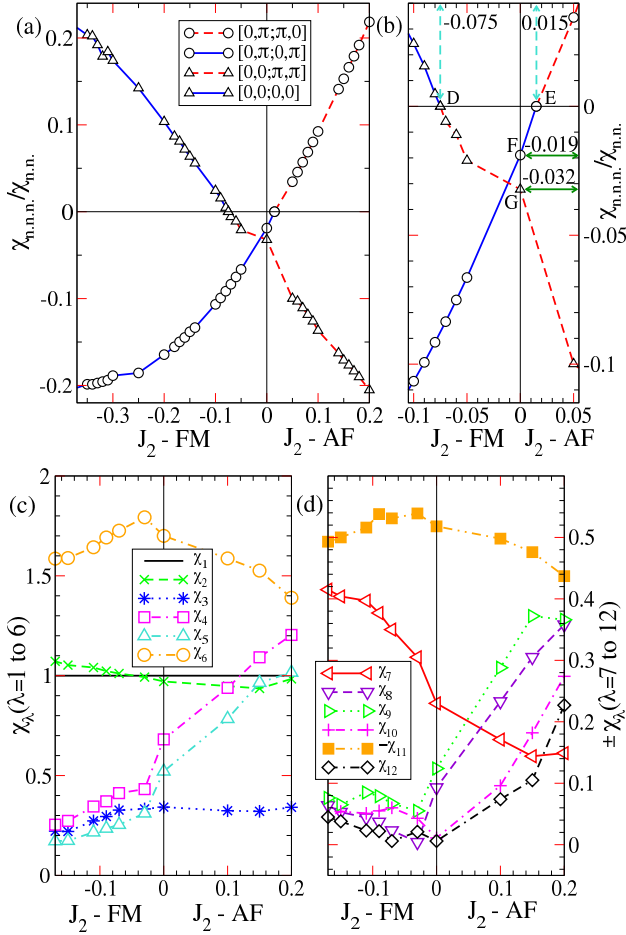 (a)
[0,π;π,0]
[0,π;0,π]
[0,0;π,π]
[0,0;0,0]
0.2
0.1
0
-0.1
-0.2
χn.n.n./χn.n.
-0.3
-0.2
-0.1
0
0.1
0.2
J2 - FM
J2 - AF
(b)
-0.075
0.015
D
E
F
-0.019
-0.032
G
0
-0.05
-0.1
χn.n.n./χn.n.
-0.1
-0.05
0
0.05
J2 - FM
J2 - AF
(c)
2
1.5
1
0.5
0
χλ(λ=1 to 6)
χ1
χ2
χ3
χ4
χ5
χ6
-0.1
0
0.1
0.2
J2 - FM
J2 - AF
(d)
χ7
χ8
χ9
χ10
−χ11
χ12
0.5
0.4
0.3
0.2
0.1
0
± χλ(λ=7 to 12)
-0.1
0
0.1
0.2
J2 - FM
J2 - AF